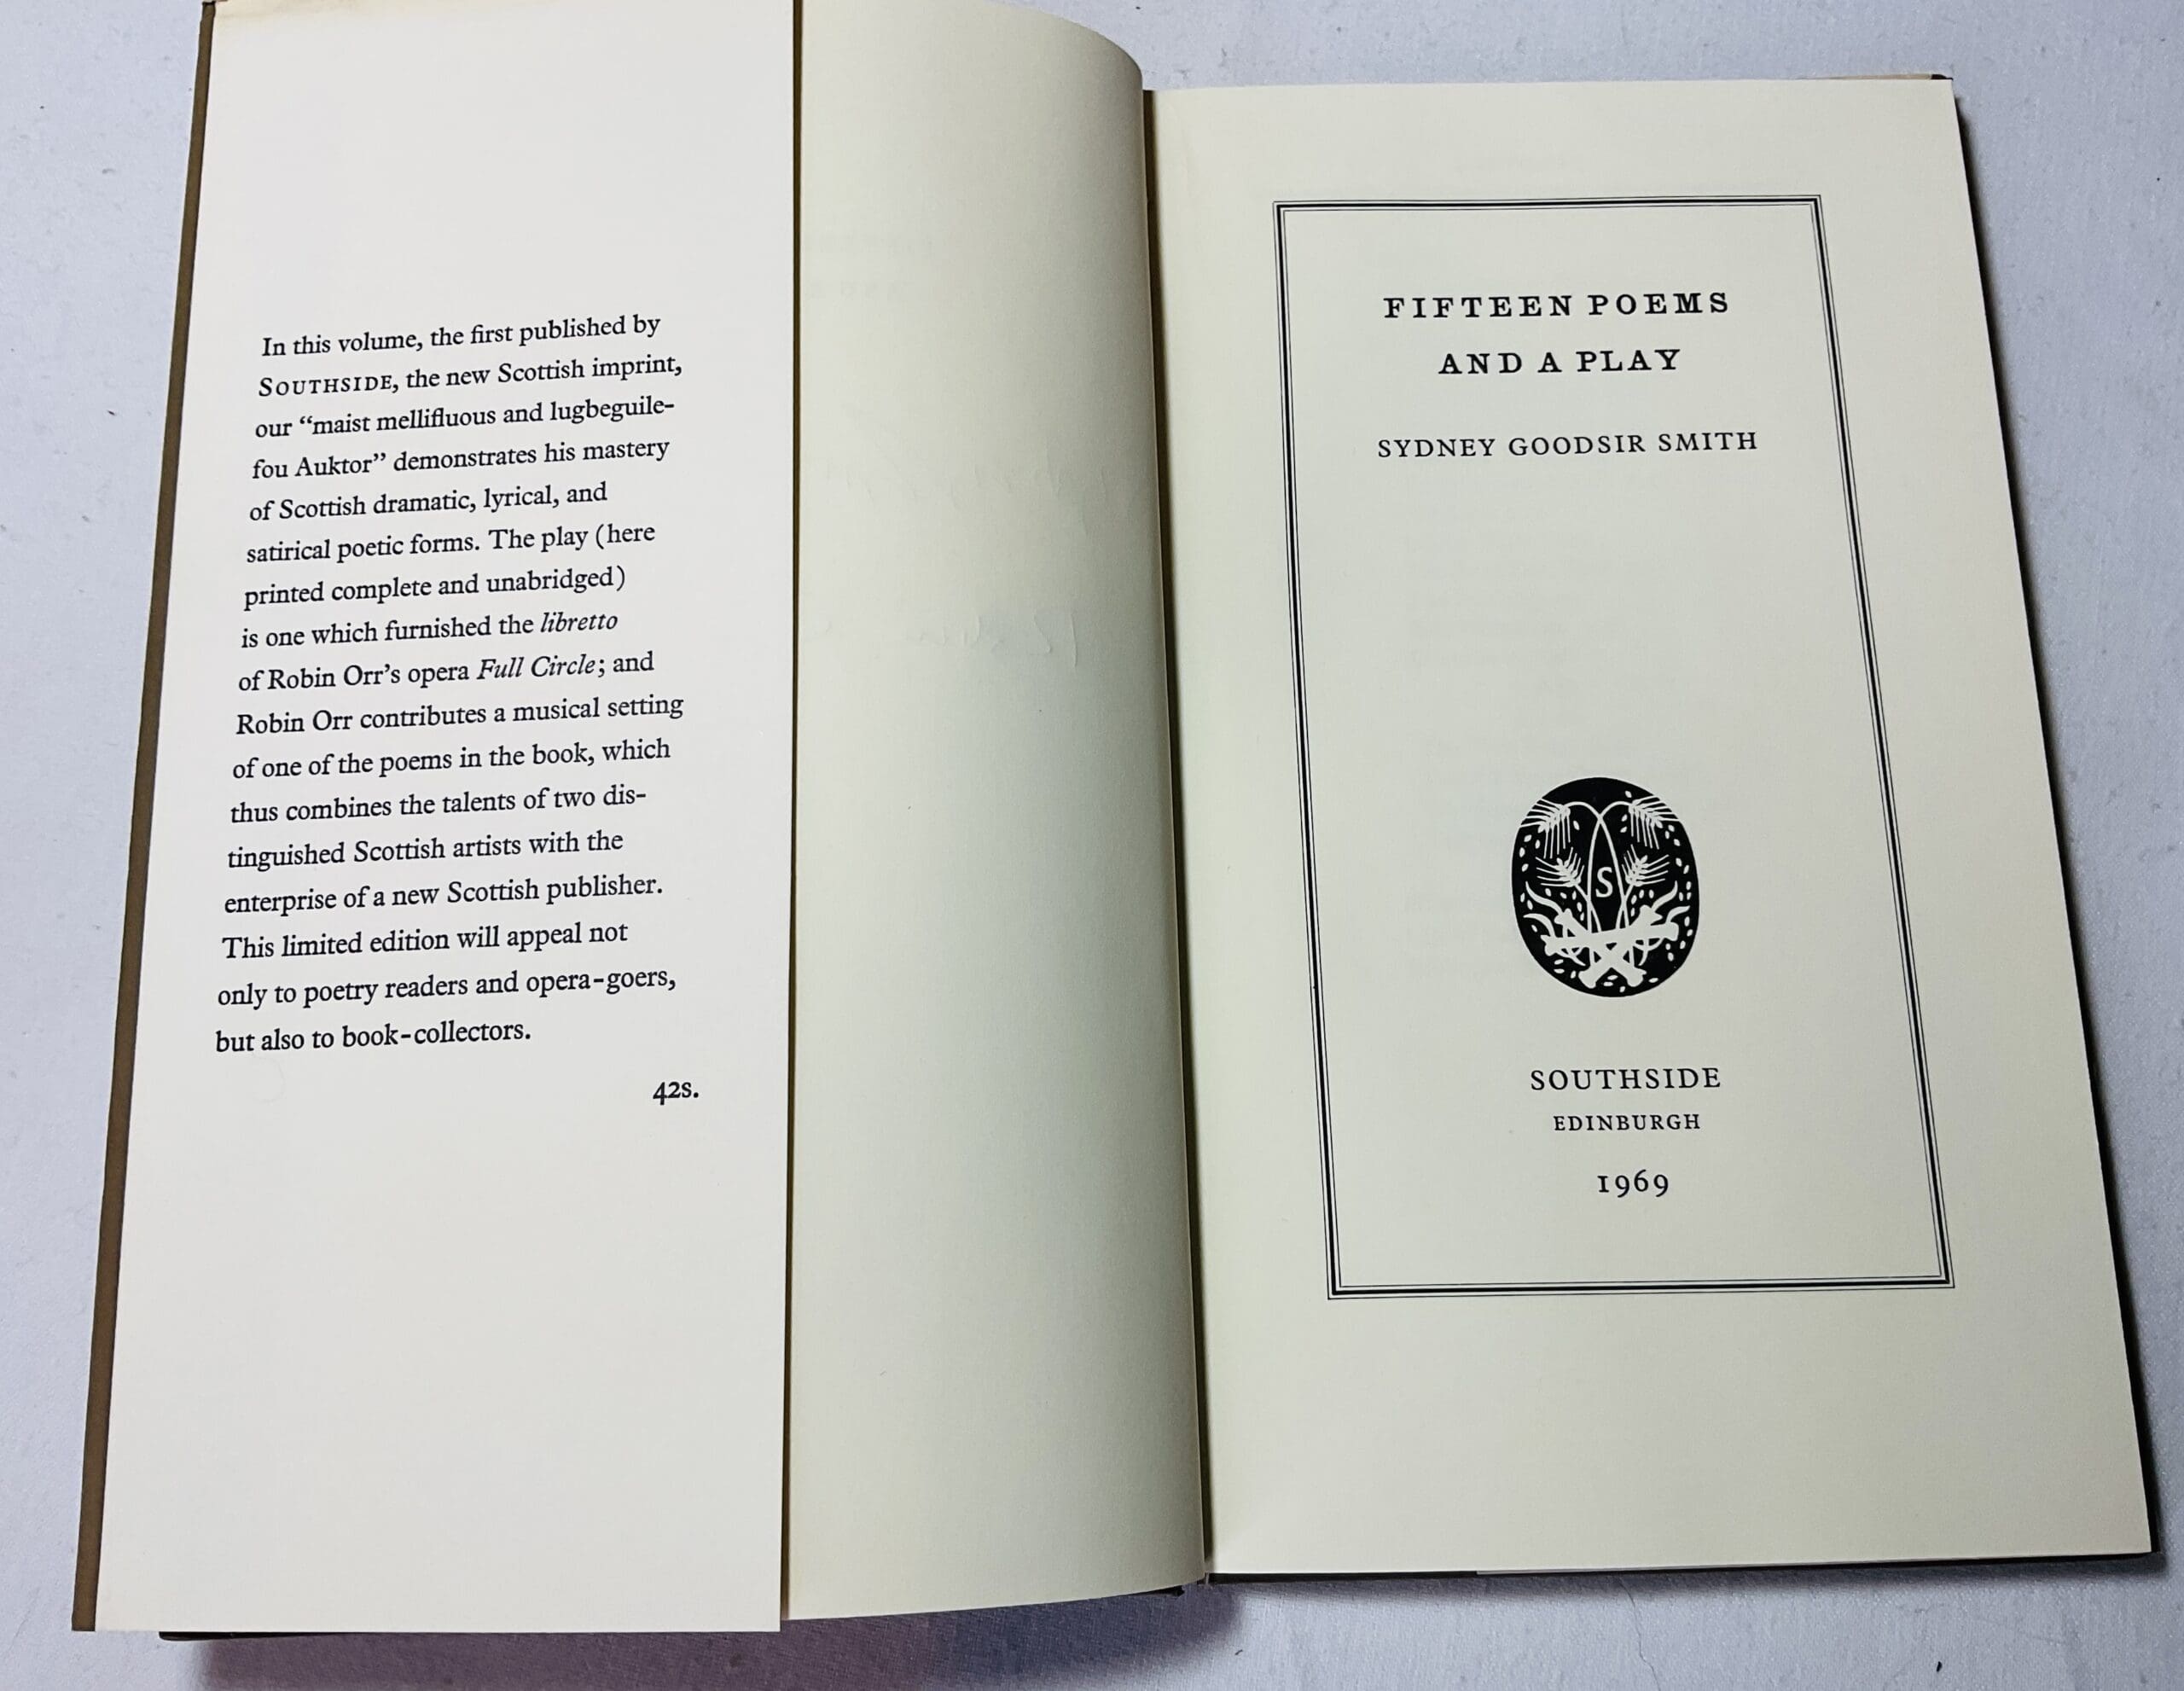 In this volume, the first published by
SOUTHSIDE, the new Scottish imprint,
our “maist mellifluous and lugbeguile-
fou Auktor” demonstrates his mastery
of Scottish dramatic, lyrical, and
satirical poetic forms. The play (here
printed complete and unabridged)
is one which furnished the libretto
of Robin Orr’s opera Full Circle; and
Robin Orr contributes a musical setting
of one of the poems in the book, which
thus combines the talents of two dis-
tinguished Scottish artists with the
enterprise of a new Scottish publisher.
This limited edition will appeal not
only to poetry readers and opera-goers,
but also to book-collectors.
42s.
FIFTEEN POEMS
AND A PLAY
SYDNEY GOODSIR SMITH
S
SOUTHSIDE
EDINBURGH
1969